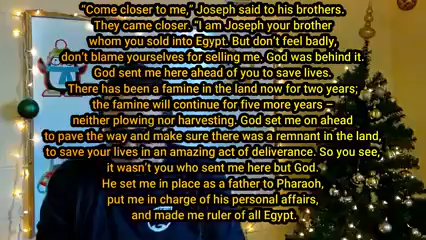 “Come closer to me,” Joseph said to his brothers.
They came closer. “I am Joseph your brother
whom you sold into Egypt. But don’t feel badly,
don’t blame yourselves for selling me. God was behind it.
God sent me here ahead of you to save lives.
There has been a famine in the land now for two years;
the famine will continue for five more years –
neither plowing nor harvesting. God set me on ahead
to pave the way and make sure there was a remnant in the land,
to save your lives in an amazing act of deliverance. So you see,
it wasn’t you who sent me here but God.
He set me in place as a father to Pharaoh,
put me in charge of his personal affairs,
and made me ruler of all Egypt.